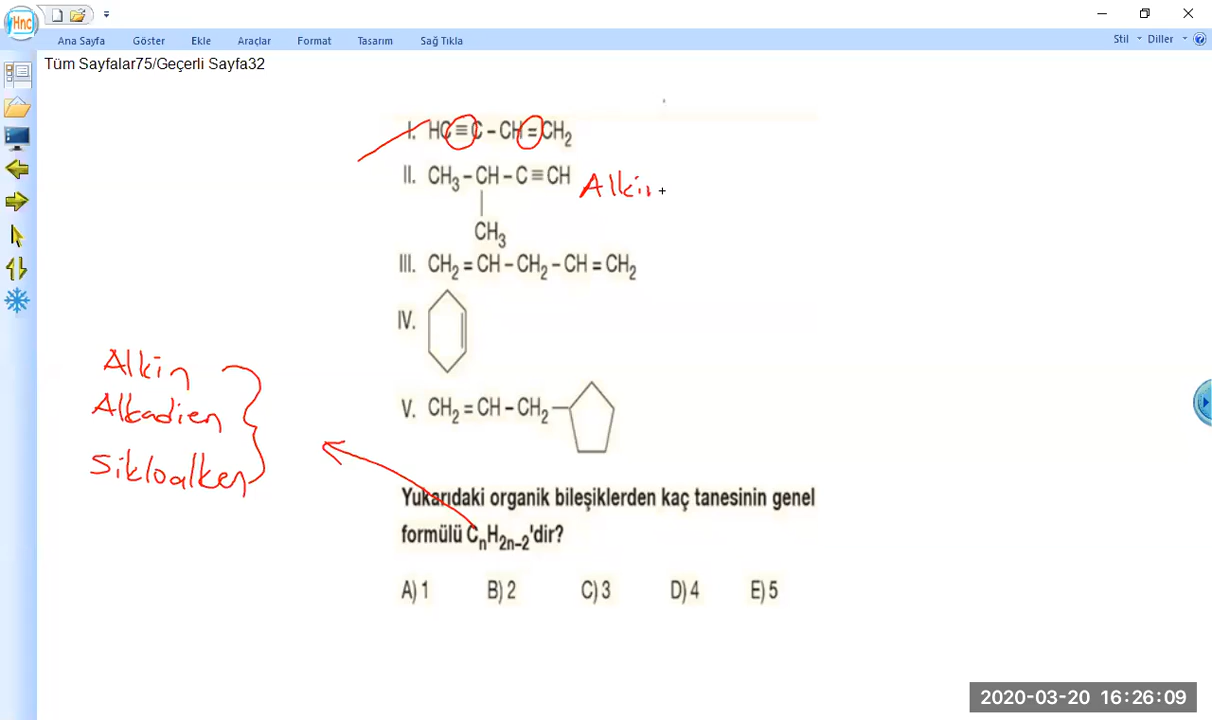 Hnc
Ana Sayfa Göster Ekle Araçlar Format Tasarım Sağ Tıkla Stil Diller
Tüm Sayfalar75/Geçerli Sayfa32
I. HC≡C–CH=CH₂
II. CH₃–CH–C≡CH Alkin
CH₃
III. CH₂=CH–CH₂–CH=CH₂
IV.
Alkin
Alkadien
V. CH₂=CH–CH₂
Sikloalken
Yukarıdaki organik bileşiklerden kaç tanesinin genel
formülü CₙH₂ₙ₋₂'dir?
A) 1 B) 2 C) 3 D) 4 E) 5
2020-03-20 16:26:09